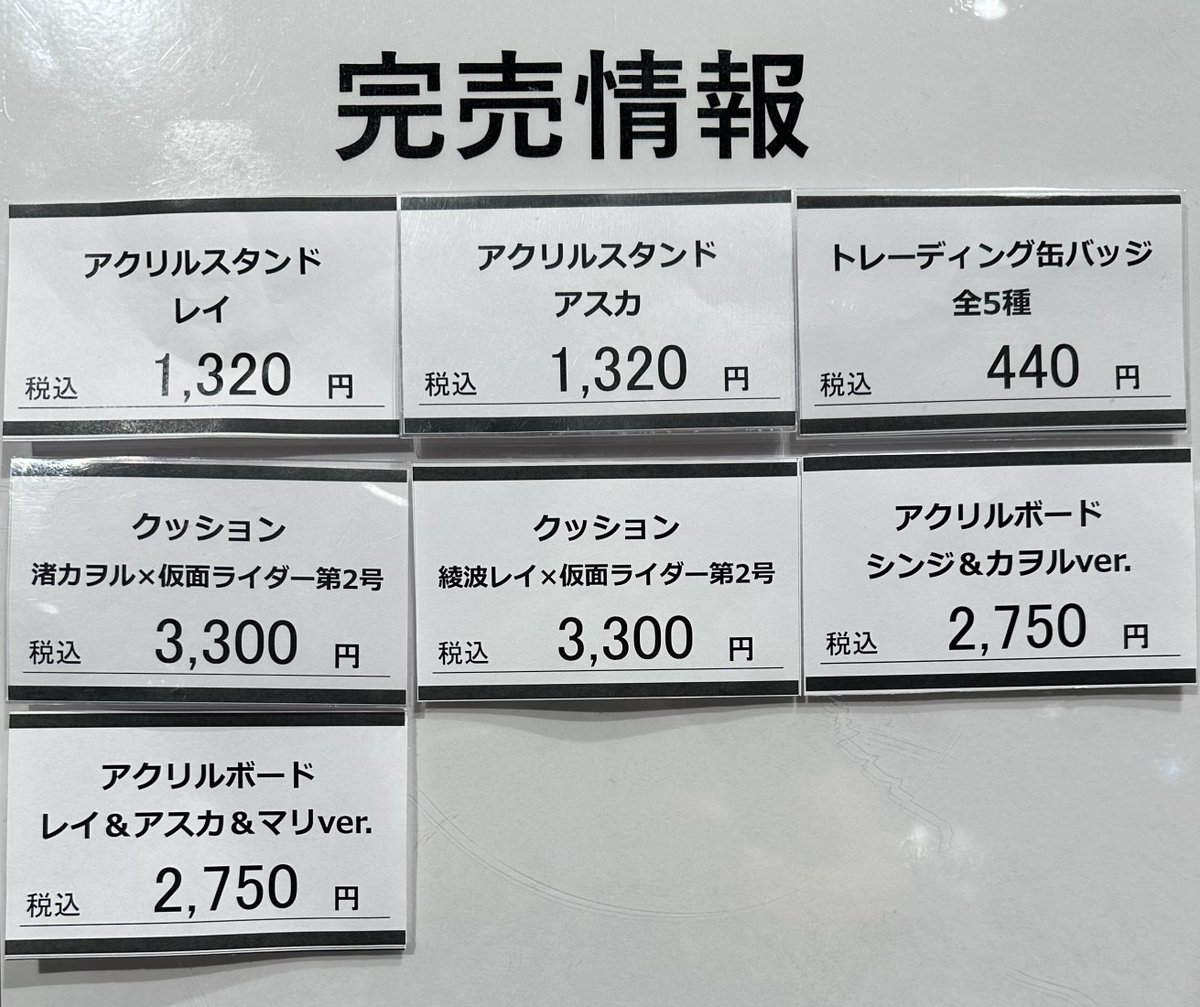 完売情報
アクリルスタンド
レイ
税込 1,320 円
アクリルスタンド
アスカ
税込 1,320 円
トレーディング缶バッジ
全5種
税込 440 円
クッション
渚カヲル×仮面ライダー第2号
税込 3,300 円
クッション
綾波レイ×仮面ライダー第2号
税込 3,300 円
アクリルボード
シンジ＆カヲルver.
税込 2,750 円
アクリルボード
レイ＆アスカ＆マリver.
税込 2,750 円